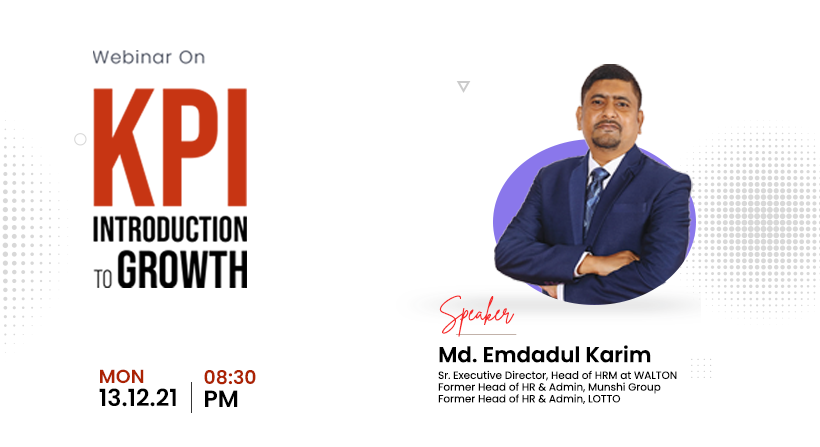 Webinar On
KPI
INTRODUCTION
TO GROWTH
MON
13.12.21
08:30
PM
Speaker
Md. Emdadul Karim
Sr. Executive Director, Head of HRM at WALTON
Former Head of HR & Admin, Munshi Group
Former Head of HR & Admin, LOTTO